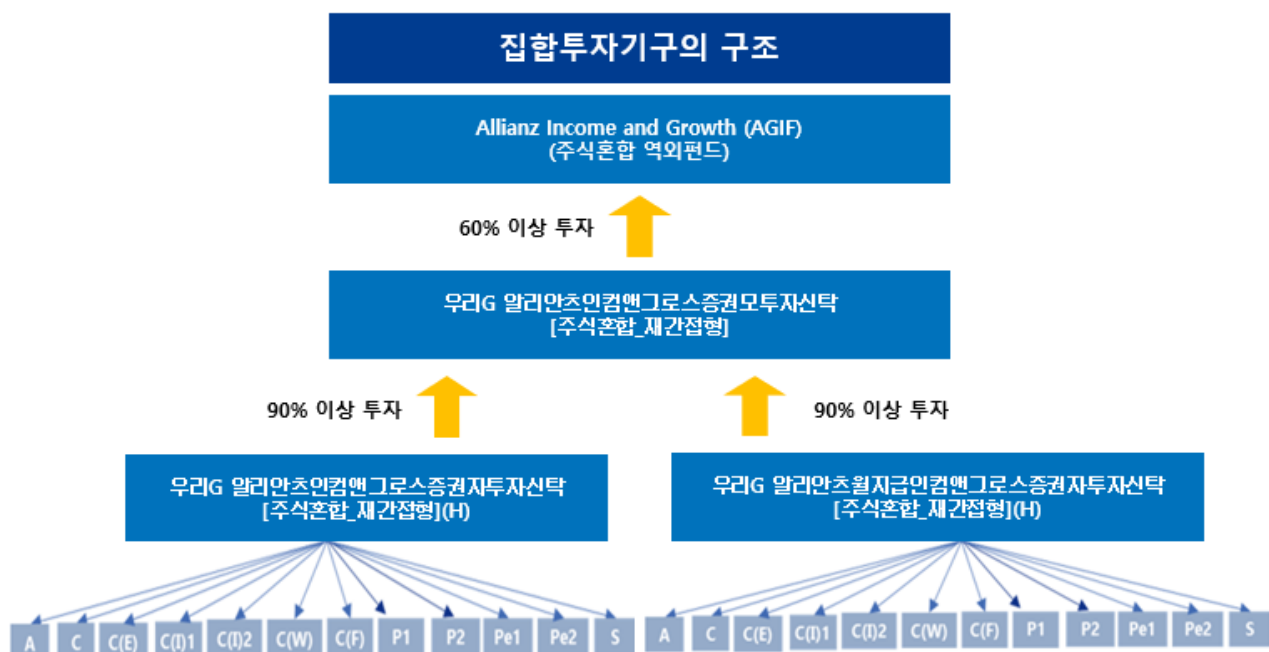 집합투자기구의 구조
Allianz Income and Growth (AGIF)
(주식혼합 역외펀드)
60% 이상 투자
우리G 알리안츠인컴앤그로스증권모투자신탁
[주식혼합_재간접형]
90% 이상 투자
90% 이상 투자
우리G 알리안츠인컴앤그로스증권자투자신탁
[주식혼합_재간접형](H)
우리G 알리안츠월지급인컴앤그로스증권자투자신탁
[주식혼합_재간접형](H)
A C C(E) C(I)1 C(I)2 C(W) C(F) P1 P2 Pe1 Pe2 S
A C C(E) C(I)1 C(I)2 C(W) C(F) P1 P2 Pe1 Pe2 S